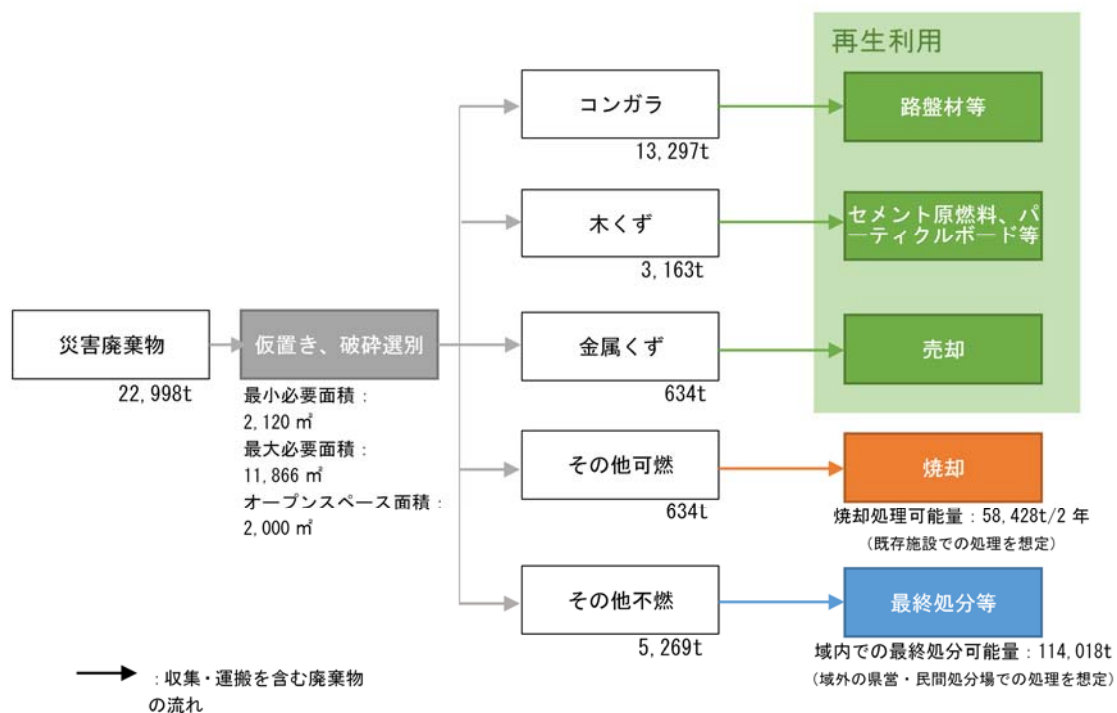 再生利用
コンガラ
13,297t
路盤材等
木くず
3,163t
セメント原燃料、パ
ーティクルボード等
災害廃棄物
22,998t
仮置き、破砕選別
最小必要面積：
2,120 ㎡
最大必要面積：
11,866 ㎡
オープンスペース面積：
2,000 ㎡
金属くず
634t
売却
その他可燃
634t
焼却
焼却処理可能量：58,428t/2 年
（既存施設での処理を想定）
その他不燃
5,269t
最終処分等
域内での最終処分可能量：114,018t
（域外の県営・民間処分場での処理を想定）
：収集・運搬を含む廃棄物
の流れ